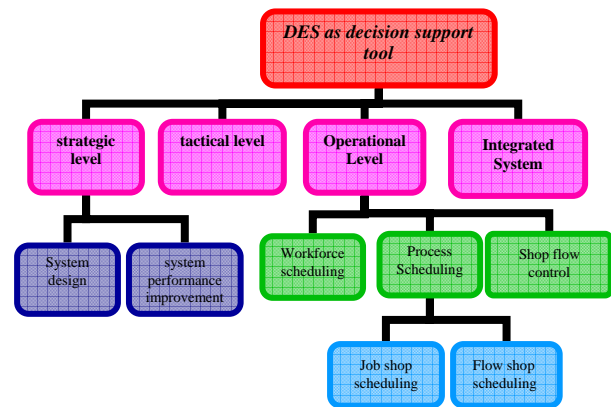 DES as decision support
tool
strategic
level
tactical level
Operational
Level
Integrated
System
System
design
system
performance
improvement
Workforce
scheduling
Process
Scheduling
Shop flow
control
Job shop
scheduling
Flow shop
scheduling